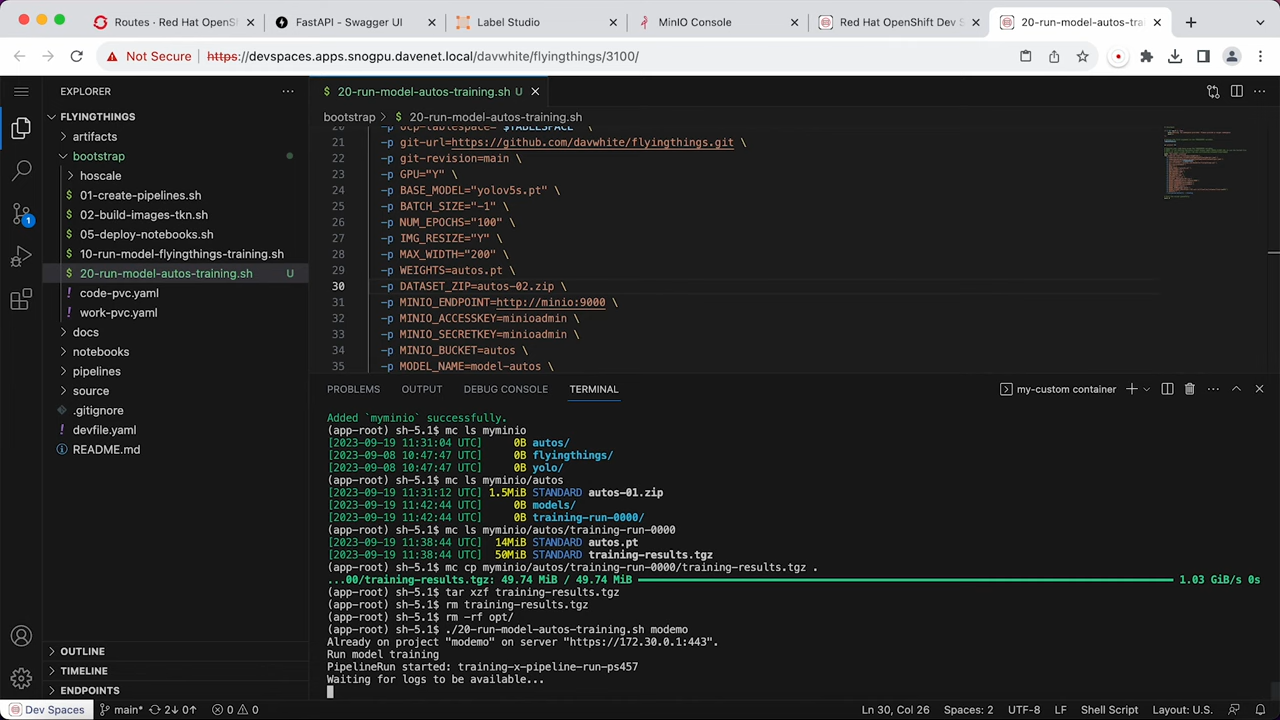 Routes · Red Hat OpenShift
FastAPI - Swagger UI
Label Studio
MinIO Console
Red Hat OpenShift Dev S
20-run-model-autos-trai
Not Secure
https://devspaces.apps.snogpu.davenet.local/davwhite/flyingthings/3100/
EXPLORER
FLYINGTHINGS
artifacts
bootstrap
hoscale
$ 01-create-pipelines.sh
$ 02-build-images-tkn.sh
$ 05-deploy-notebooks.sh
$ 10-run-model-flyingthings-training.sh
$ 20-run-model-autos-training.sh U
! code-pvc.yaml
! work-pvc.yaml
docs
notebooks
pipelines
source
.gitignore
! devfile.yaml
README.md
OUTLINE
TIMELINE
ENDPOINTS
$ 20-run-model-autos-training.sh U
bootstrap > $ 20-run-model-autos-training.sh
20 -p ocp-tablespace="$TABLESPACE" \
21 -p git-url=https://github.com/davwhite/flyingthings.git \
22 -p git-revision=main \
23 -p GPU="Y" \
24 -p BASE_MODEL="yolov5s.pt" \
25 -p BATCH_SIZE="-1" \
26 -p NUM_EPOCHS="100" \
27 -p IMG_RESIZE="Y" \
28 -p MAX_WIDTH="200" \
29 -p WEIGHTS=autos.pt \
30 -p DATASET_ZIP=autos-02.zip \
31 -p MINIO_ENDPOINT=http://minio:9000 \
32 -p MINIO_ACCESSKEY=minioadmin \
33 -p MINIO_SECRETKEY=minioadmin \
34 -p MINIO_BUCKET=autos \
35 -p MODEL_NAME=model-autos \
PROBLEMS OUTPUT DEBUG CONSOLE TERMINAL
my-custom container
Added `myminio` successfully.
(app-root) sh-5.1$ mc ls myminio
[2023-09-19 11:31:04 UTC] 0B autos/
[2023-09-08 10:47:47 UTC] 0B flyingthings/
[2023-09-08 10:47:47 UTC] 0B yolo/
(app-root) sh-5.1$ mc ls myminio/autos
[2023-09-19 11:31:12 UTC] 1.5MiB STANDARD autos-01.zip
[2023-09-19 11:42:44 UTC] 0B models/
[2023-09-19 11:42:44 UTC] 0B training-run-0000/
(app-root) sh-5.1$ mc ls myminio/autos/training-run-0000
[2023-09-19 11:38:44 UTC] 14MiB STANDARD autos.pt
[2023-09-19 11:38:44 UTC] 50MiB STANDARD training-results.tgz
(app-root) sh-5.1$ mc cp myminio/autos/training-run-0000/training-results.tgz .
...00/training-results.tgz: 49.74 MiB / 49.74 MiB 1.03 GiB/s 0s
(app-root) sh-5.1$ tar xzf training-results.tgz
(app-root) sh-5.1$ rm training-results.tgz
(app-root) sh-5.1$ rm -rf opt/
(app-root) sh-5.1$ ./20-run-model-autos-training.sh modemo
Already on project "modemo" on server "https://172.30.0.1:443".
Run model training
PipelineRun started: training-x-pipeline-run-ps457
Waiting for logs to be available...
Dev Spaces main* 2↓ 0↑ 0 0
Ln 30, Col 26 Spaces: 2 UTF-8 LF Shell Script Layout: U.S.
1